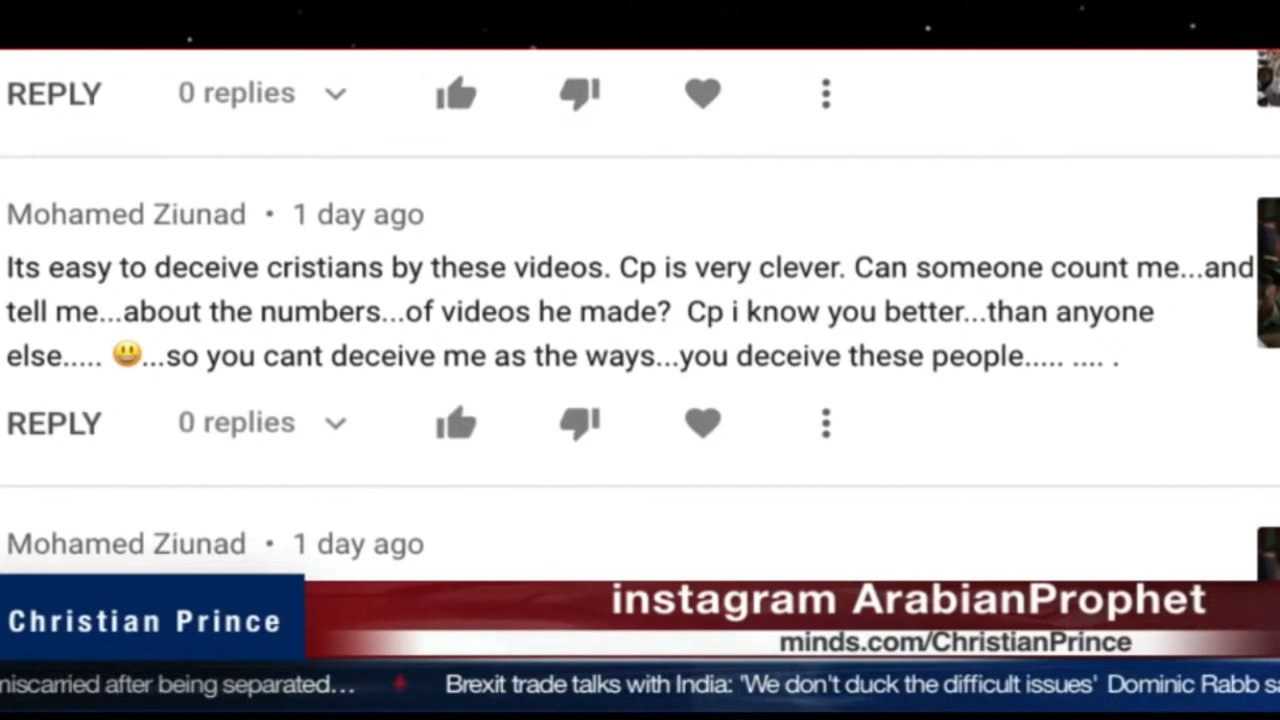 REPLY 0 replies
Mohamed Ziunad • 1 day ago
Its easy to deceive cristians by these videos. Cp is very clever. Can someone count me...and
tell me...about the numbers...of videos he made?  Cp i know you better...than anyone
else..... 😃...so you cant deceive me as the ways...you deceive these people..... .... .
REPLY 0 replies
Mohamed Ziunad • 1 day ago
Christian Prince
instagram ArabianProphet
minds.com/ChristianPrince
after being separated... Brexit trade talks with India: 'We don't duck the difficult issues' Dominic Rabb